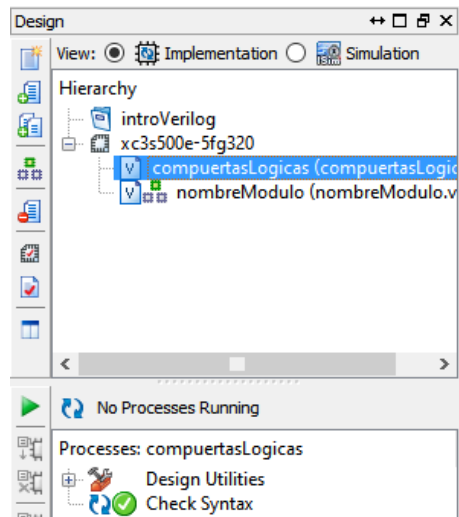 Design
View: Implementation Simulation
Hierarchy
introVerilog
xc3s500e-5fg320
compuertasLogicas (compuertasLogic
nombreModulo (nombreModulo.v
No Processes Running
Processes: compuertasLogicas
Design Utilities
Check Syntax